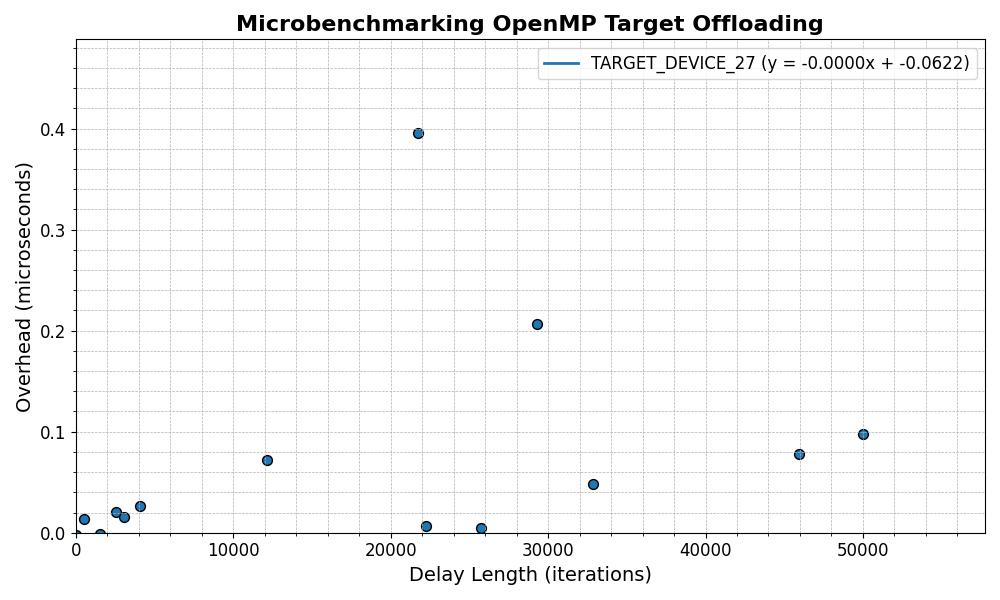 Microbenchmarking OpenMP Target Offloading
TARGET_DEVICE_27 (y = -0.0000x + -0.0622)
Overhead (microseconds)
0.4
0.3
0.2
0.1
0.0
0 10000 20000 30000 40000 50000
Delay Length (iterations)